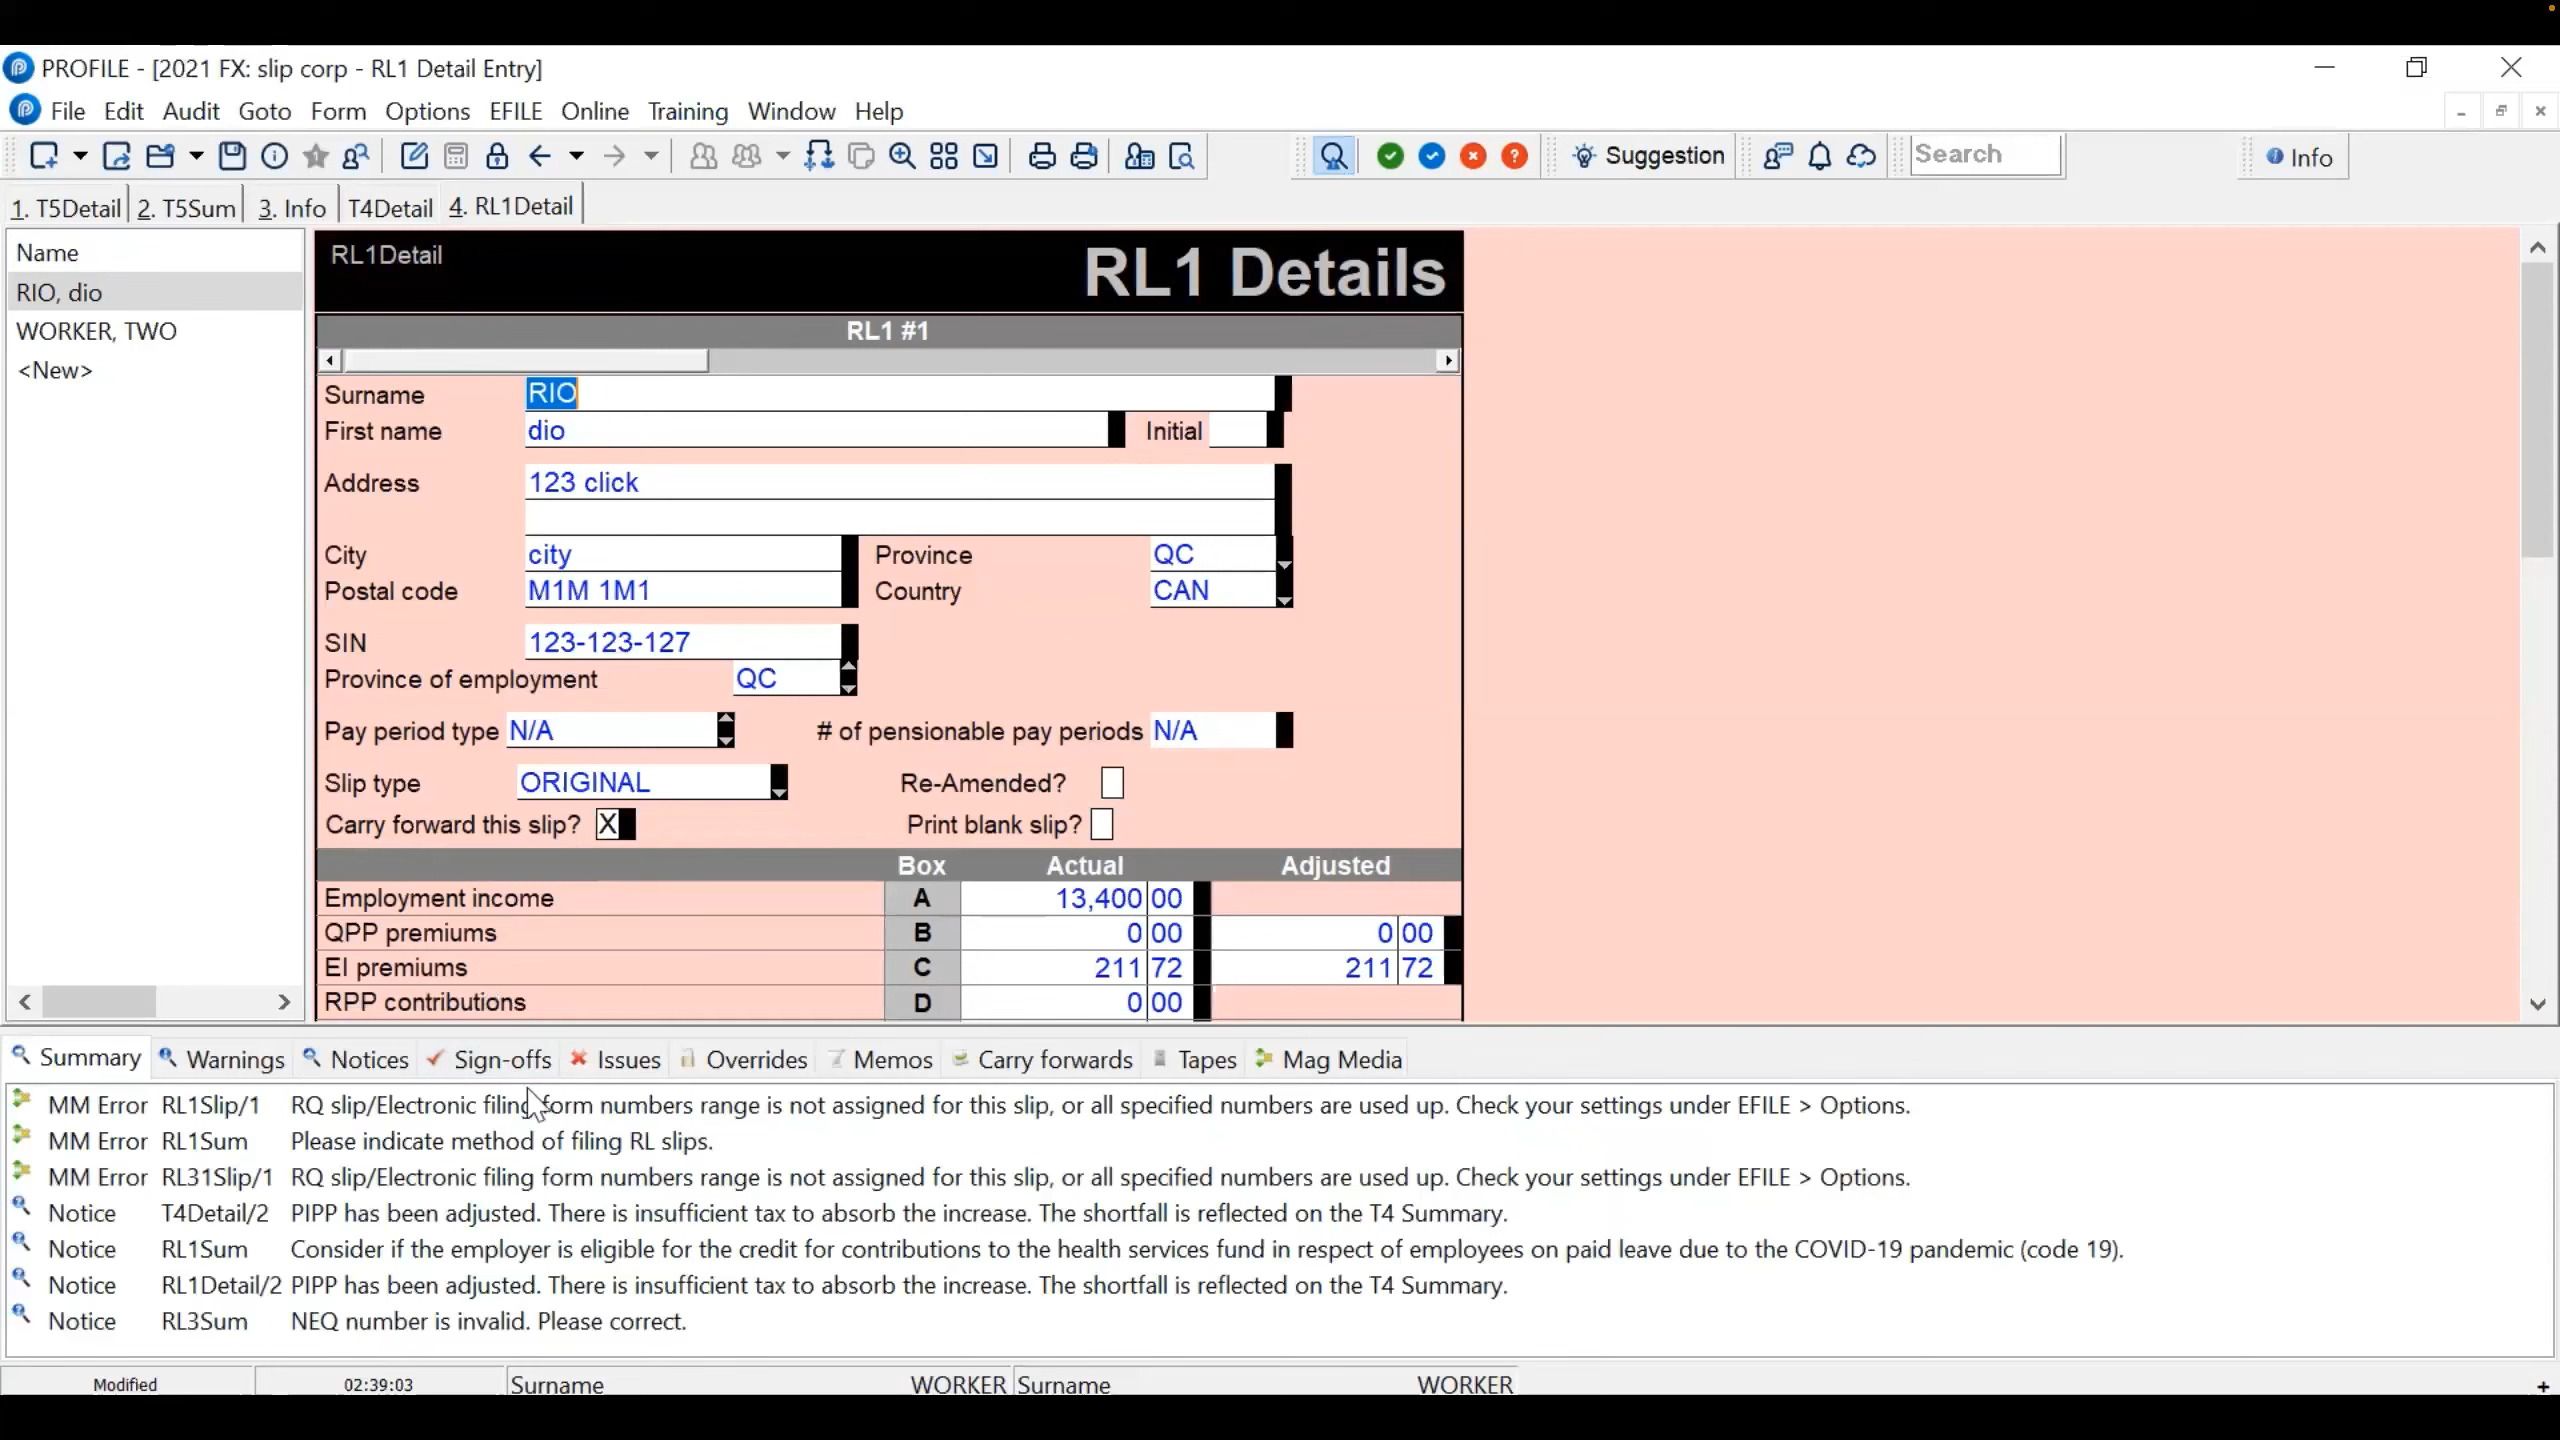 PROFILE - [2021 FX: slip corp - RL1 Detail Entry]
File Edit Audit Goto Form Options EFILE Online Training Window Help
Suggestion Search Info
1. T5Detail 2. T5Sum 3. Info T4Detail 4. RL1Detail
Name
RIO, dio
WORKER, TWO
<New>
RL1Detail RL1 Details
RL1 #1
Surname RIO
First name dio Initial
Address 123 click
City city Province QC
Postal code M1M 1M1 Country CAN
SIN 123-123-127
Province of employment QC
Pay period type N/A # of pensionable pay periods N/A
Slip type ORIGINAL Re-Amended?
Carry forward this slip? X Print blank slip?
Box Actual Adjusted
Employment income A 13,400 00
QPP premiums B 0 00 0 00
EI premiums C 211 72 211 72
RPP contributions D 0 00
Summary Warnings Notices Sign-offs Issues Overrides Memos Carry forwards Tapes Mag Media
MM Error RL1Slip/1 RQ slip/Electronic filing form numbers range is not assigned for this slip, or all specified numbers are used up. Check your settings under EFILE > Options.
MM Error RL1Sum Please indicate method of filing RL slips.
MM Error RL31Slip/1 RQ slip/Electronic filing form numbers range is not assigned for this slip, or all specified numbers are used up. Check your settings under EFILE > Options.
Notice T4Detail/2 PIPP has been adjusted. There is insufficient tax to absorb the increase. The shortfall is reflected on the T4 Summary.
Notice RL1Sum Consider if the employer is eligible for the credit for contributions to the health services fund in respect of employees on paid leave due to the COVID-19 pandemic (code 19).
Notice RL1Detail/2 PIPP has been adjusted. There is insufficient tax to absorb the increase. The shortfall is reflected on the T4 Summary.
Notice RL3Sum NEQ number is invalid. Please correct.
Modified 02:39:03 Surname WORKER Surname WORKER